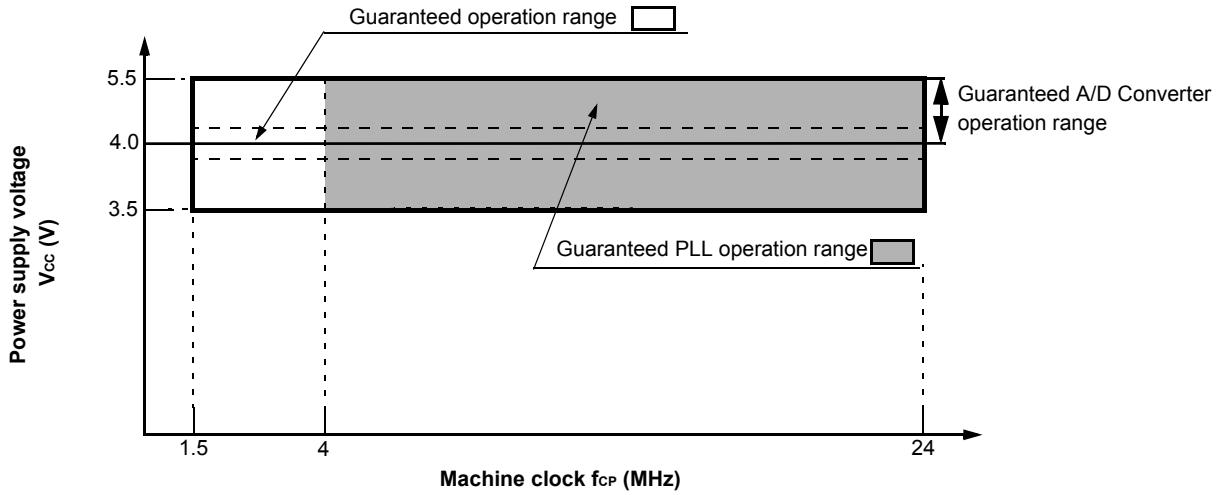 Guaranteed operation range
5.5
Guaranteed A/D Converter
operation range
4.0
Power supply voltage
Vcc (V)
3.5
Guaranteed PLL operation range
1.5
4
24
Machine clock fCP (MHz)